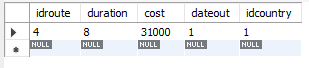 idroute duration cost dateout idcountry
4 8 31000 1 1
NULL NULL NULL NULL NULL